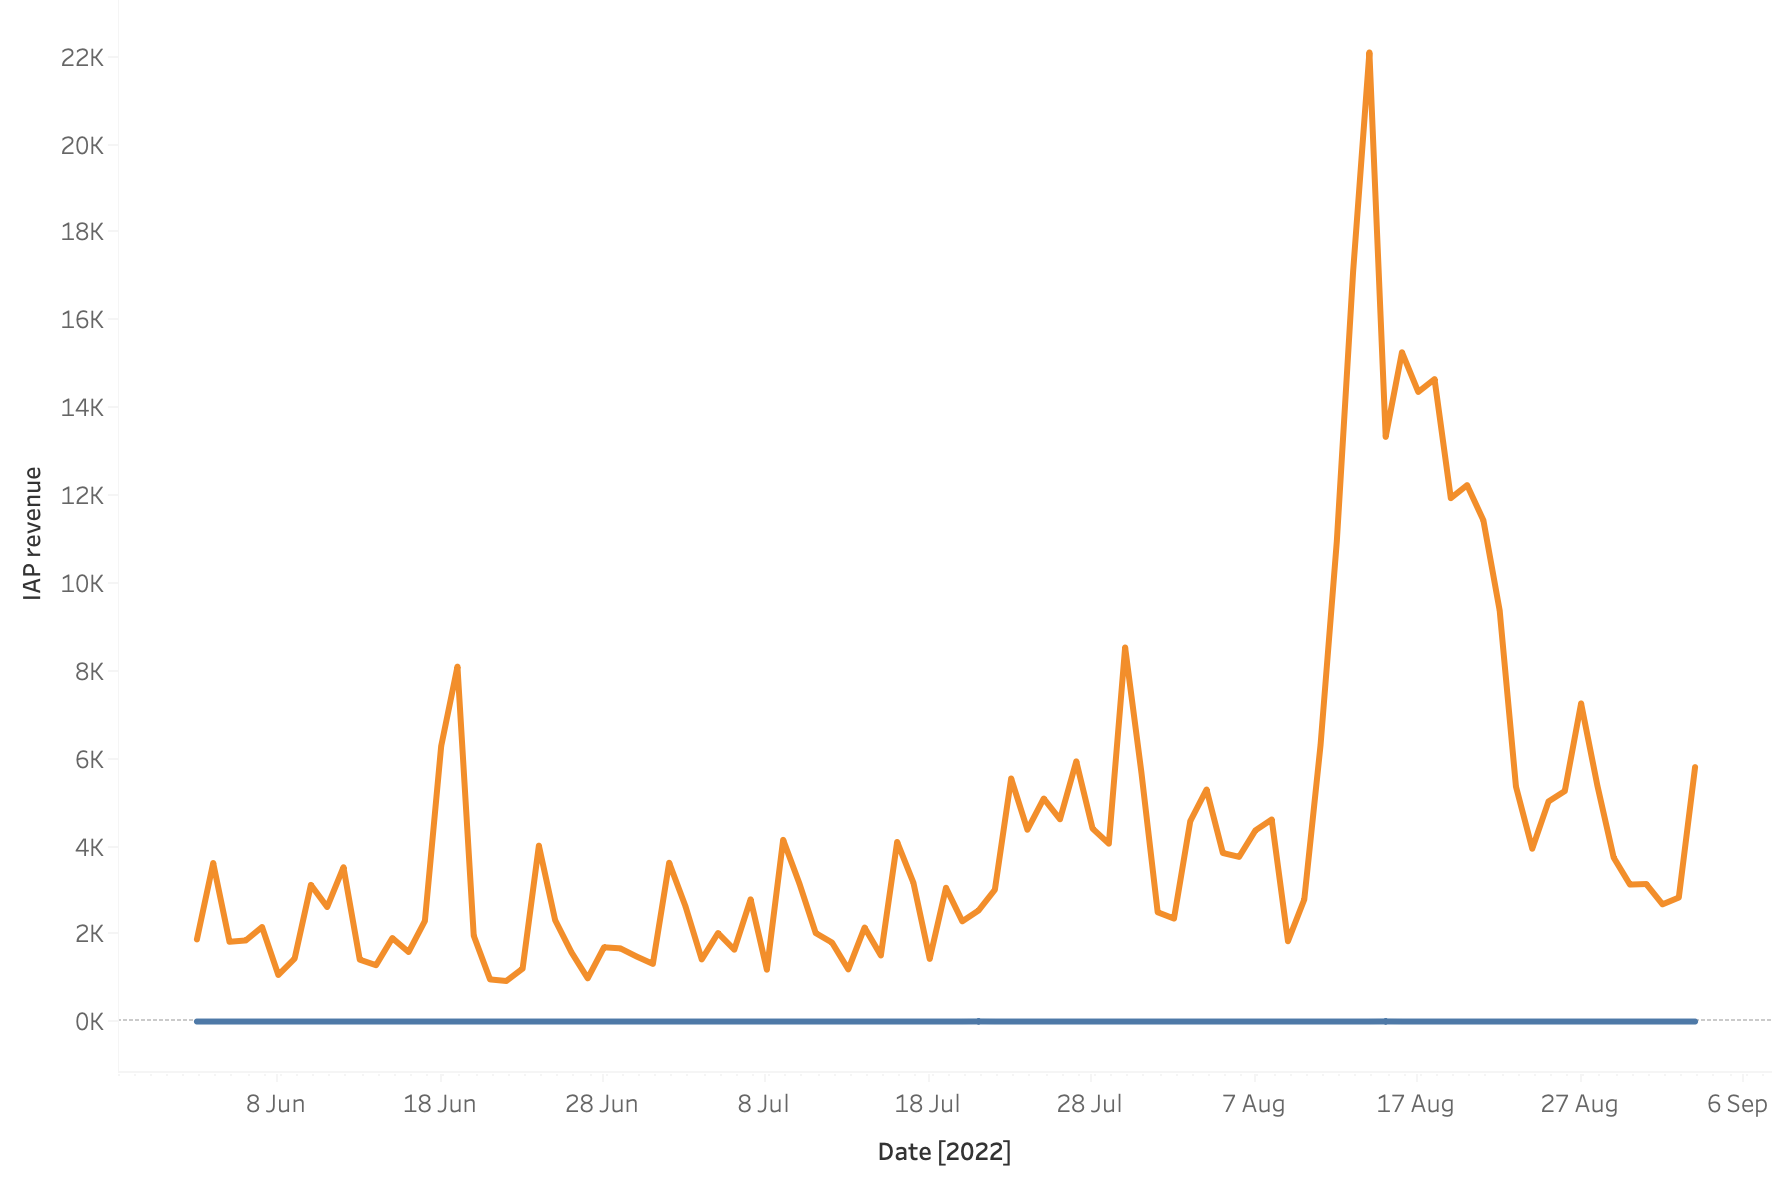 22K
20K
18K
16K
14K
12K
10K
8K
6K
4K
2K
0K
IAP revenue
8 Jun
18 Jun
28 Jun
8 Jul
18 Jul
28 Jul
7 Aug
17 Aug
27 Aug
6 Sep
Date [2022]